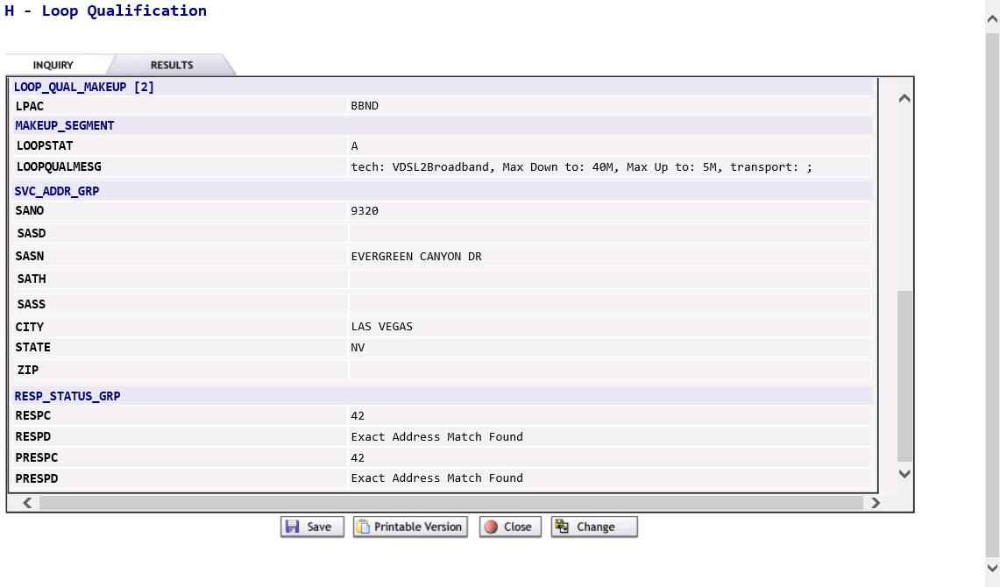 H - Loop Qualification
INQUIRY RESULTS
LOOP_QUAL_MAKEUP [2]
LPAC BBND
MAKEUP_SEGMENT
LOOPSTAT A
LOOPQUALMESG tech: VDSL2Broadband, Max Down to: 40M, Max Up to: 5M, transport: ;
SVC_ADDR_GRP
SANO 9320
SASD
SASN EVERGREEN CANYON DR
SATH
SASS
CITY LAS VEGAS
STATE NV
ZIP
RESP_STATUS_GRP
RESPC 42
RESPD Exact Address Match Found
PRESPC 42
PRESPD Exact Address Match Found
Save Printable Version Close Change